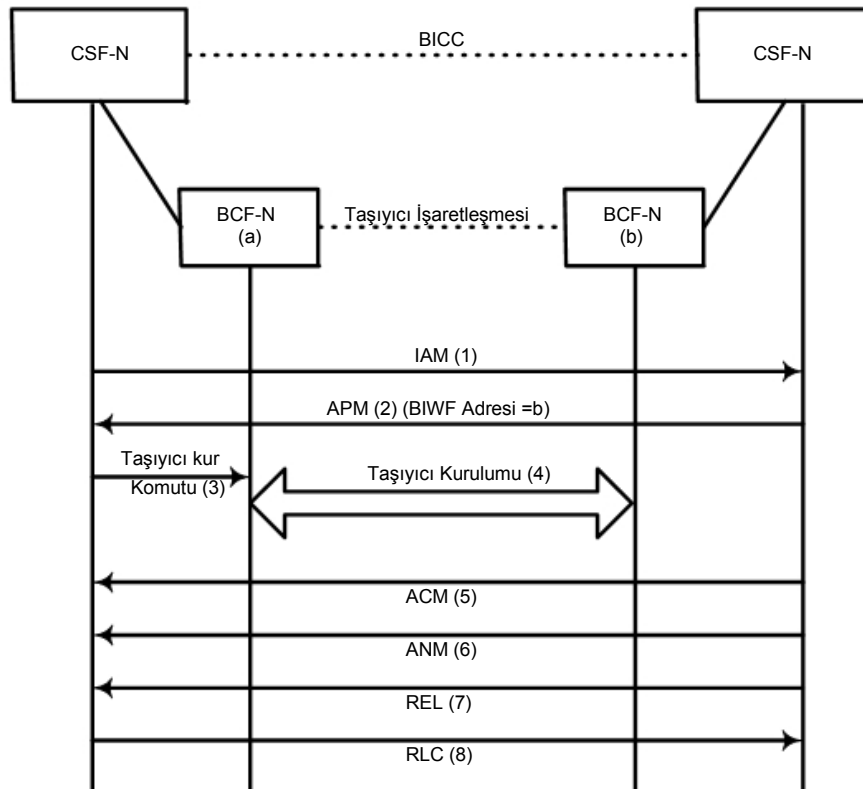 CSF-N
BICC
CSF-N
BCF-N
(a)
Taşıyıcı İşaretleşmesi
BCF-N
(b)
IAM (1)
APM (2) (BIWF Adresi =b)
Taşıyıcı kur
Komutu (3)
Taşıyıcı Kurulumu (4)
ACM (5)
ANM (6)
REL (7)
RLC (8)